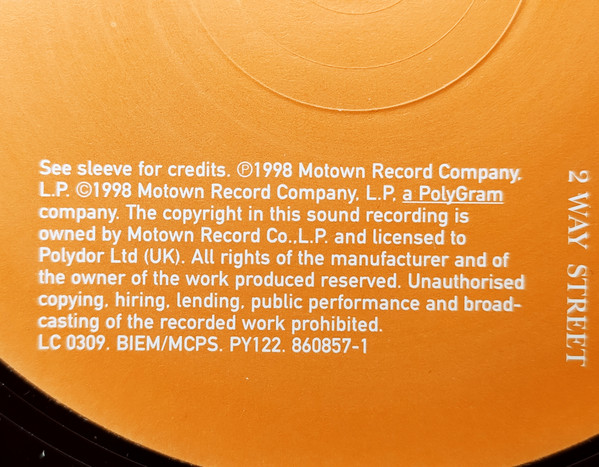 See sleeve for credits. ℗1998 Motown Record Company,
L.P. ©1998 Motown Record Company, L.P, a PolyGram
company. The copyright in this sound recording is
owned by Motown Record Co.,L.P. and licensed to
Polydor Ltd (UK). All rights of the manufacturer and of
the owner of the work produced reserved. Unauthorised
copying, hiring, lending, public performance and broad-
casting of the recorded work prohibited.
LC 0309. BIEM/MCPS. PY122. 860857-1
2 WAY STREET